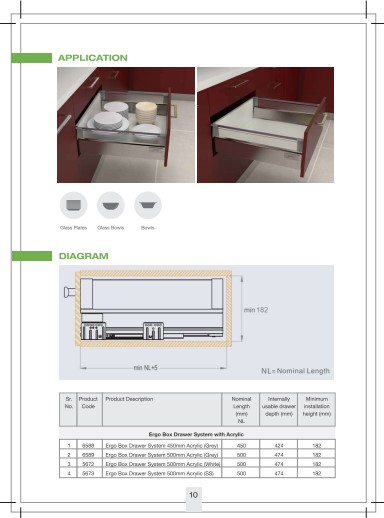 APPLICATION
Glass Plates Glass Bowls Bowls
DIAGRAM
min 182
min NL+5
NL=Nominal Length
Sr. No. Product Code Product Description Nominal Length (mm) NL Internally usable drawer depth (mm) Minimum installation height (mm)
Ergo Box Drawer System with Acrylic
1 6588 Ergo Box Drawer System 450mm Acrylic (Grey) 450 424 182
2 6589 Ergo Box Drawer System 500mm Acrylic (Grey) 500 474 182
3 5672 Ergo Box Drawer System 500mm Acrylic (White) 500 474 182
4 5673 Ergo Box Drawer System 500mm Acrylic (SS) 500 474 182
10